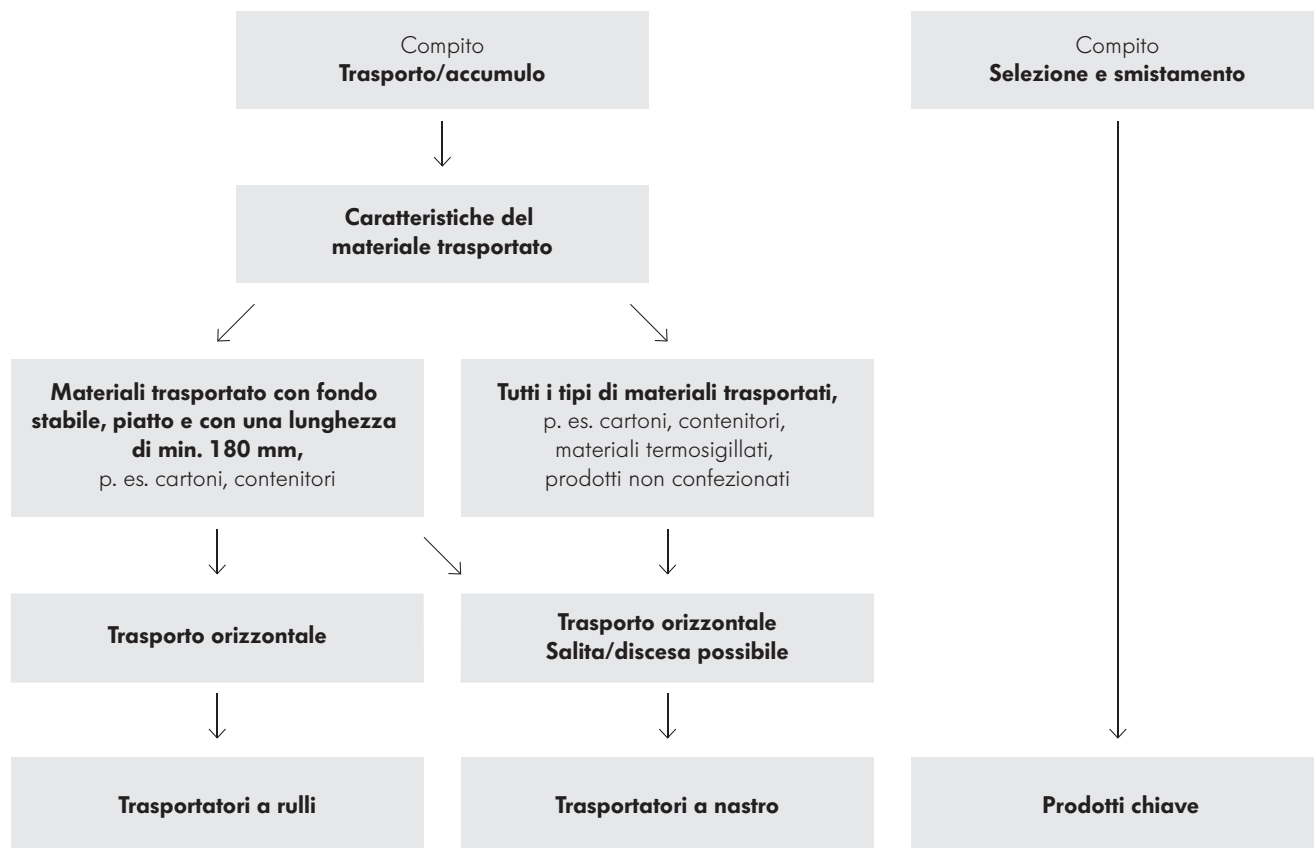 Compito
Trasporto/accumulo
Compito
Selezione e smistamento
Caratteristiche del
materiale trasportato
Materiali trasportato con fondo
stabile, piatto e con una lunghezza
di min. 180 mm,
p. es. cartoni, contenitori
Tutti i tipi di materiali trasportati,
p. es. cartoni, contenitori,
materiali termosigillati,
prodotti non confezionati
Trasporto orizzontale
Trasporto orizzontale
Salita/discesa possibile
Trasportatori a rulli
Trasportatori a nastro
Prodotti chiave